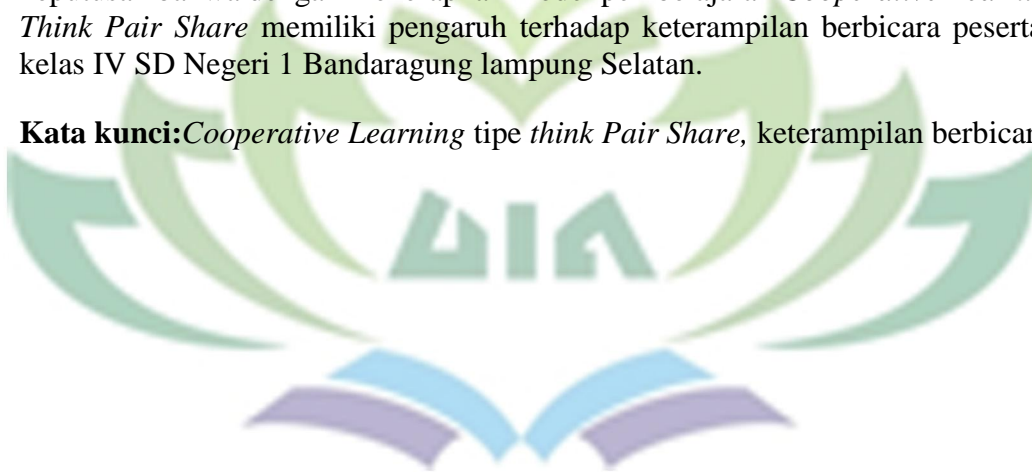 Think Pair Share memiliki pengaruh terhadap keterampilan berbicara peserta
kelas IV SD Negeri 1 Bandaragung lampung Selatan.
Kata kunci:Cooperative Learning tipe think Pair Share, keterampilan
UIN